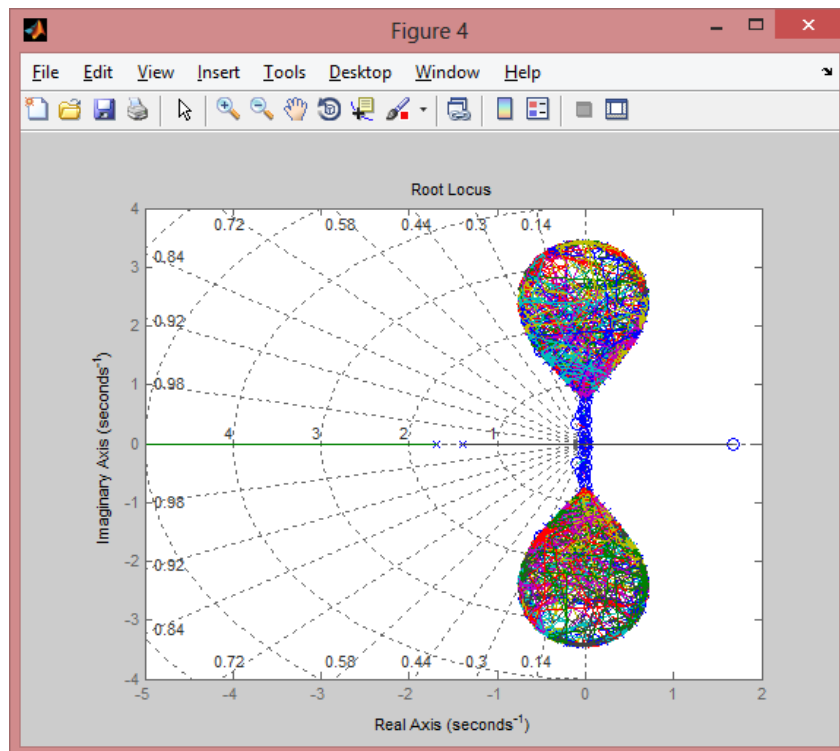 Figure 4
File Edit View Insert Tools Desktop Window Help
Root Locus
4
3
2
1
0
-1
-2
-3
-4
Imaginary Axis (seconds⁻¹)
0.72 0.58 0.44 0.3 0.14
0.84
0.92
0.98
4 3 2 1
0.98
0.92
0.84
0.72 0.58 0.44 0.3 0.14
-5 -4 -3 -2 -1 0 1 2
Real Axis (seconds⁻¹)